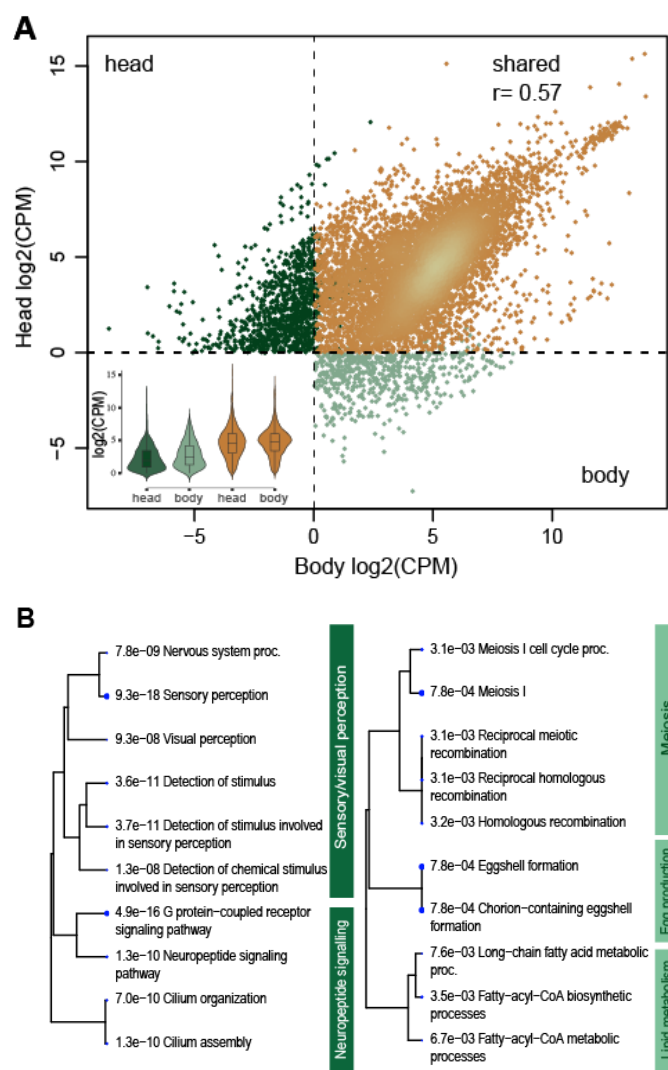 A
head
shared
r= 0.57
15
10
5
0
−5
Head log2(CPM)
15
10
5
0
log2(CPM)
head
body
head
body
body
−5
0
5
10
Body log2(CPM)
B
7.8e−09 Nervous system proc.
9.3e−18 Sensory perception
9.3e−08 Visual perception
3.6e−11 Detection of stimulus
3.7e−11 Detection of stimulus involved
in sensory perception
1.3e−08 Detection of chemical stimulus
involved in sensory perception
4.9e−16 G protein−coupled receptor
signaling pathway
1.3e−10 Neuropeptide signaling
pathway
7.0e−10 Cilium organization
1.3e−10 Cilium assembly
Sensory/visual perception
Neuropeptide signalling
3.1e−03 Meiosis I cell cycle proc.
7.8e−04 Meiosis I
3.1e−03 Reciprocal meiotic
recombination
3.1e−03 Reciprocal homologous
recombination
3.2e−03 Homologous recombination
7.8e−04 Eggshell formation
7.8e−04 Chorion−containing eggshell
formation
7.6e−03 Long−chain fatty acid metabolic
proc.
3.5e−03 Fatty−acyl−CoA biosynthetic
processes
6.7e−03 Fatty−acyl−CoA metabolic
processes
Meiosis
Egg production
Lipid metabolism